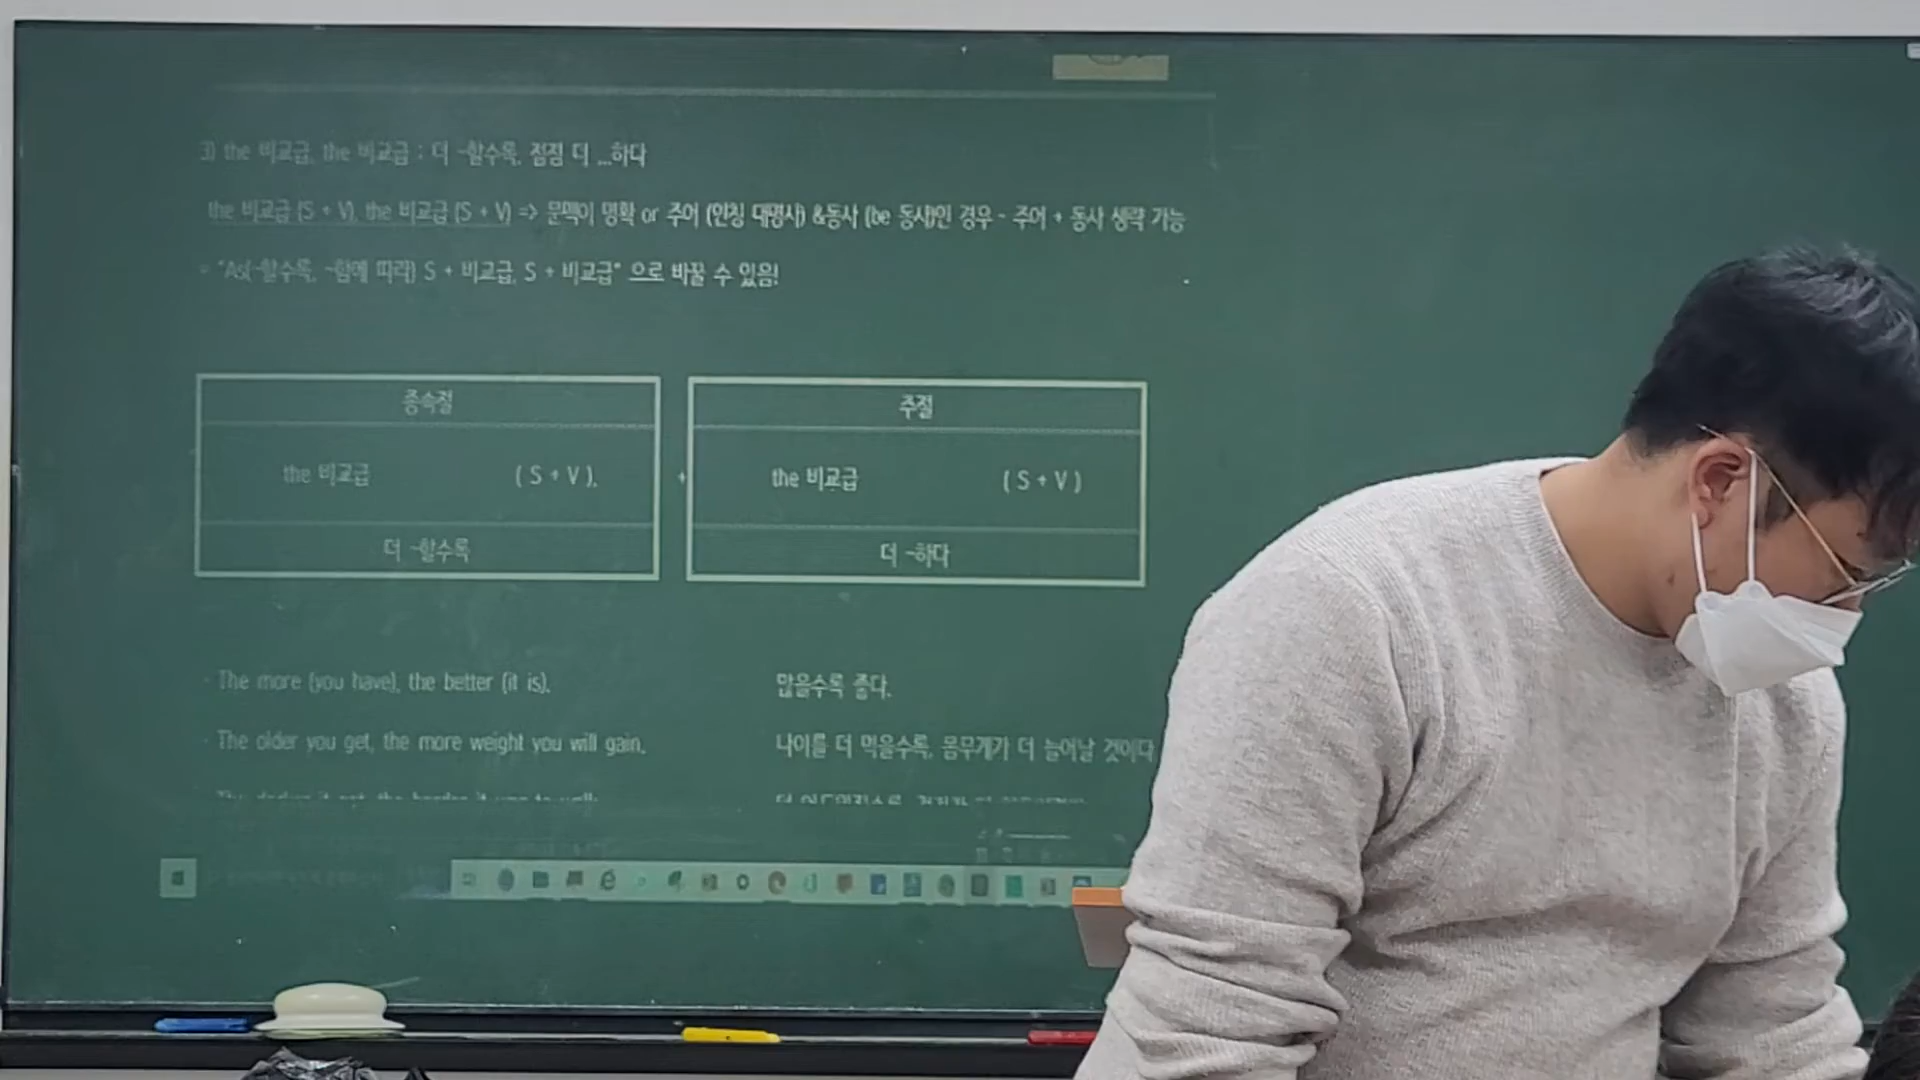 3) the 비교급, the 비교급 : 더 ~할수록, 점점 더 ...하다
the 비교급 (S + V), the 비교급 (S + V) => 문맥이 명확 or 주어 (인칭 대명사) &동사 (be 동사)인 경우 - 주어 + 동사 생략 가능
= "As(~할수록, ~함에 따라) S + 비교급, S + 비교급" 으로 바꿀 수 있음!
종속절
주절
the 비교급 ( S + V ),
+
the 비교급 ( S + V )
더 ~할수록
더 ~하다
- The more (you have), the better (it is).
많을수록 좋다.
- The older you get, the more weight you will gain.
나이를 더 먹을수록, 몸무게가 더 늘어날 것이다